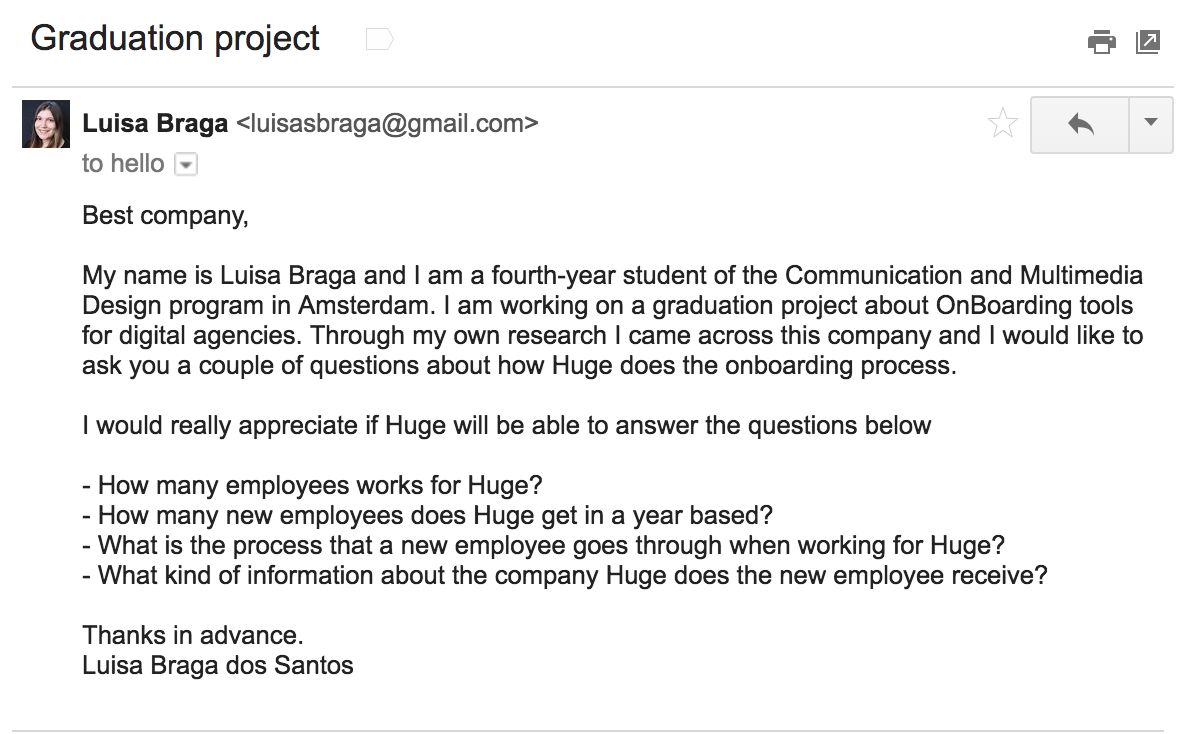 Graduation project
Luisa Braga <luisasbraga@gmail.com>
to hello
Best company,
My name is Luisa Braga and I am a fourth-year student of the Communication and Multimedia
Design program in Amsterdam. I am working on a graduation project about OnBoarding tools
for digital agencies. Through my own research I came across this company and I would like to
ask you a couple of questions about how Huge does the onboarding process.
I would really appreciate if Huge will be able to answer the questions below
- How many employees works for Huge?
- How many new employees does Huge get in a year based?
- What is the process that a new employee goes through when working for Huge?
- What kind of information about the company Huge does the new employee receive?
Thanks in advance.
Luisa Braga dos Santos